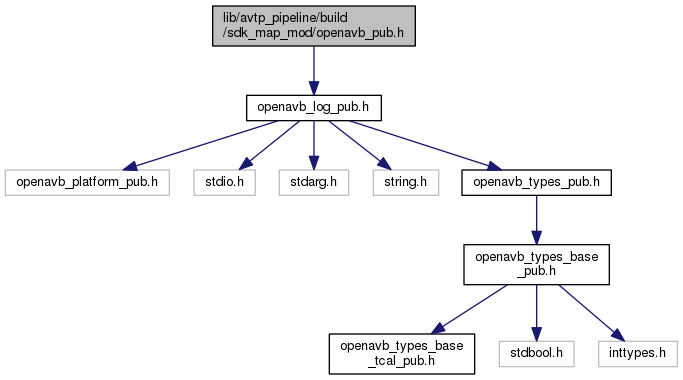 lib/avtp_pipeline/build
/sdk_map_mod/openavb_pub.h
openavb_log_pub.h
openavb_platform_pub.h
stdio.h
stdarg.h
string.h
openavb_types_pub.h
openavb_types_base
_pub.h
openavb_types_base
_tcal_pub.h
stdbool.h
inttypes.h